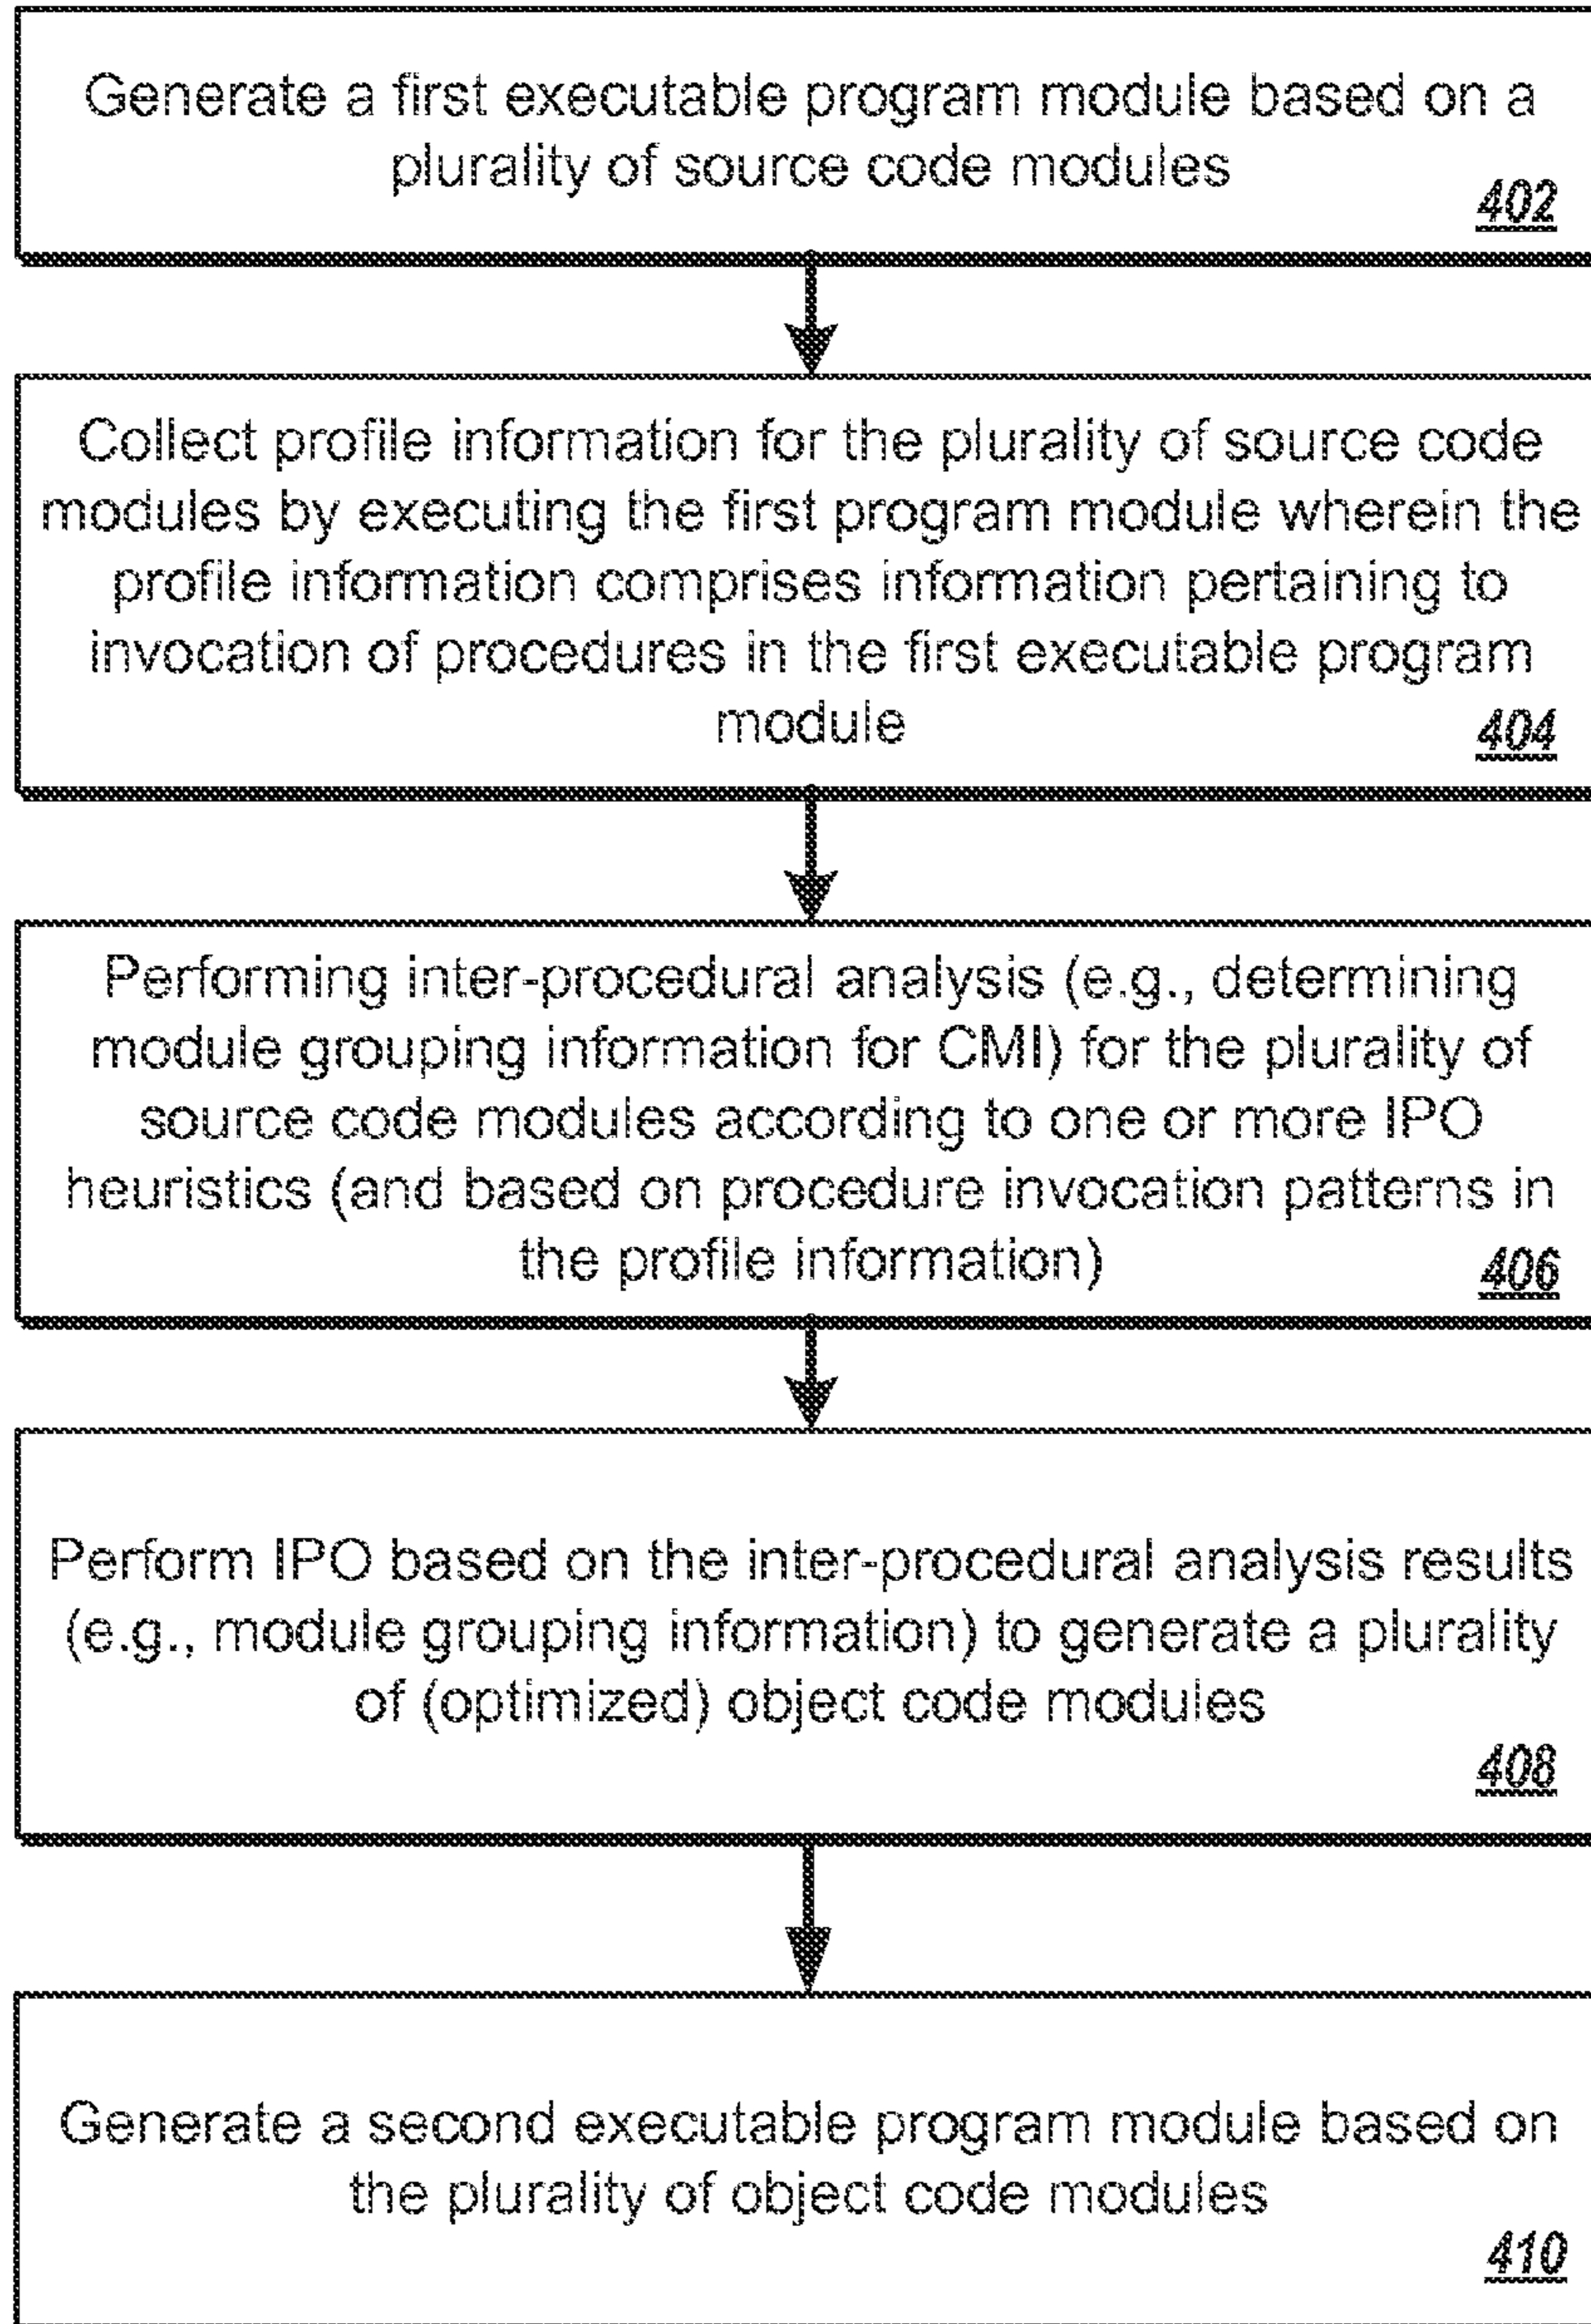 Generate a first executable program module based on a
plurality of source code modules
402
Collect profile information for the plurality of source code
modules by executing the first program module wherein the
profile information comprises information pertaining to
invocation of procedures in the first executable program
module
404
Performing inter-procedural analysis (e.g., determining
module grouping information for CMI) for the plurality of
source code modules according to one or more IPO
heuristics (and based on procedure invocation patterns in
the profile information)
406
Perform IPO based on the inter-procedural analysis results
(e.g., module grouping information) to generate a plurality
of (optimized) object code modules
408
Generate a second executable program module based on
the plurality of object code modules
410